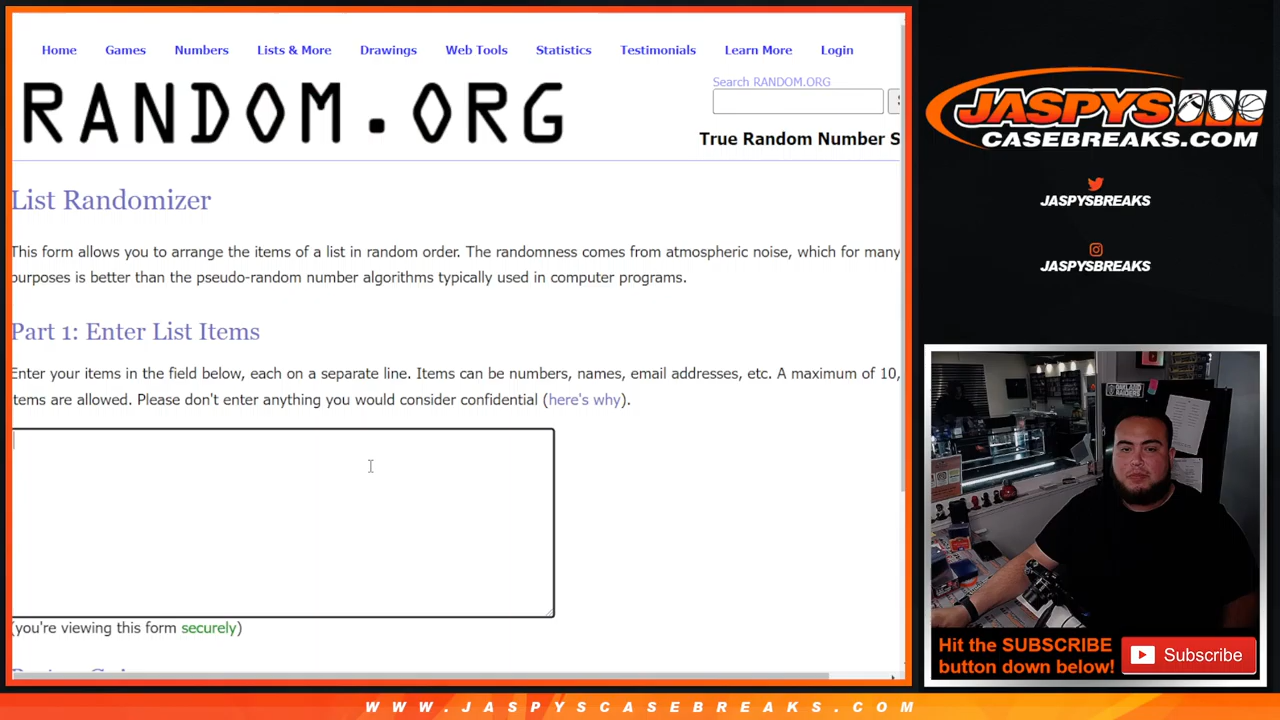 Home Games Numbers Lists & More Drawings Web Tools Statistics Testimonials Learn More Login
Search RANDOM.ORG
RANDOM.ORG
True Random Number S
List Randomizer
This form allows you to arrange the items of a list in random order. The randomness comes from atmospheric noise, which for many
purposes is better than the pseudo-random number algorithms typically used in computer programs.
Part 1: Enter List Items
Enter your items in the field below, each on a separate line. Items can be numbers, names, email addresses, etc. A maximum of 10,
items are allowed. Please don't enter anything you would consider confidential (here's why).
(you're viewing this form securely)
JASPYS
CASEBREAKS.COM
JASPYSBREAKS
JASPYSBREAKS
OAKLAND
RAIDERS
Hit the SUBSCRIBE
button down below!
Subscribe
WWW.JASPYSCASEBREAKS.COM